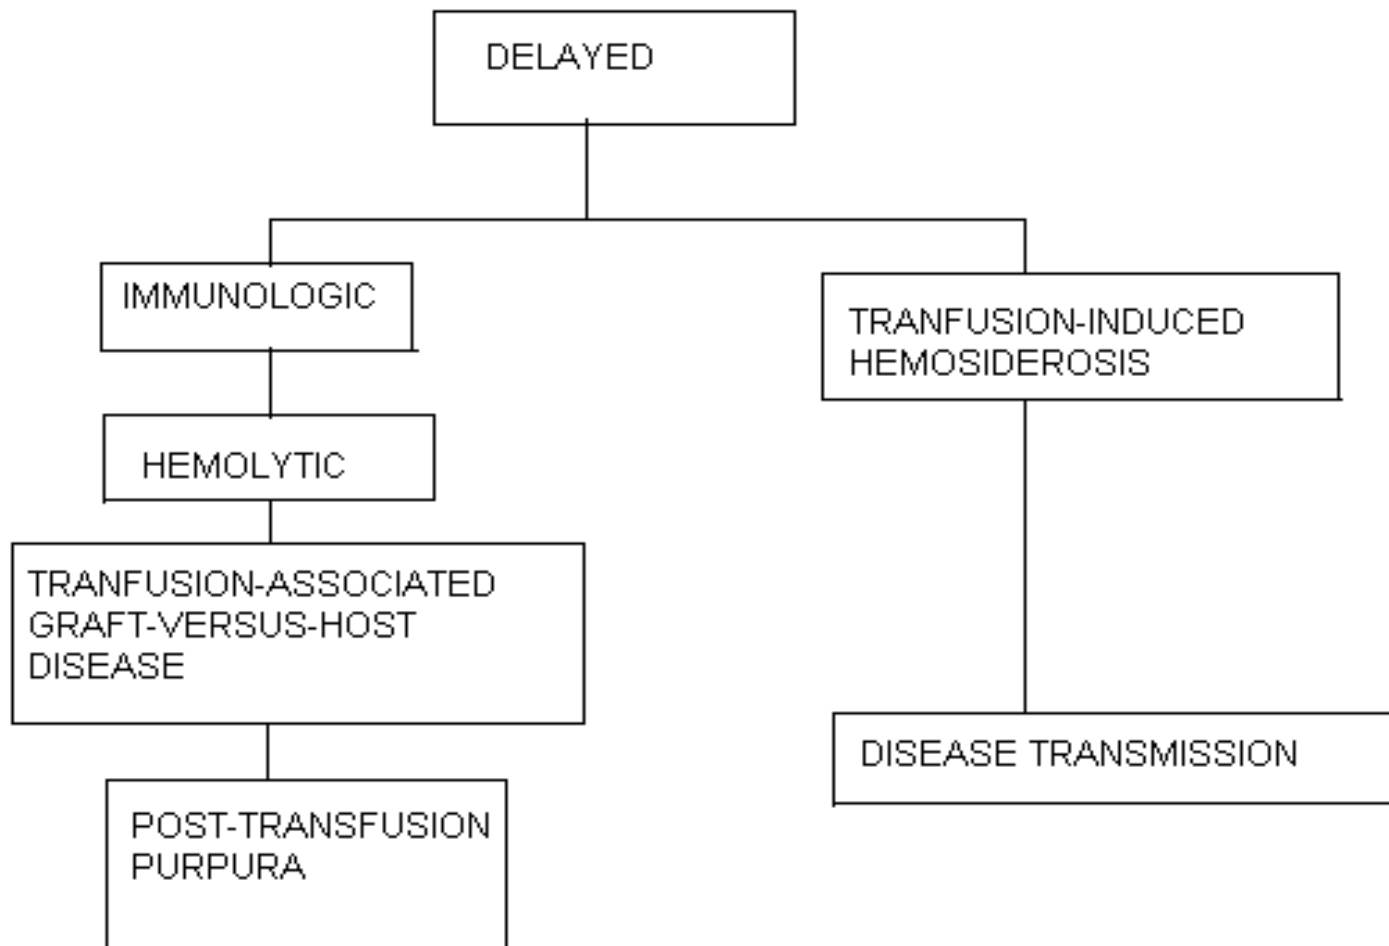 DELAYED
IMMUNOLOGIC
HEMOLYTIC
TRANFUSION-ASSOCIATED
GRAFT-VERSUS-HOST
DISEASE
POST-TRANSFUSION
PURPURA
TRANFUSION-INDUCED
HEMOSIDEROSIS
DISEASE TRANSMISSION